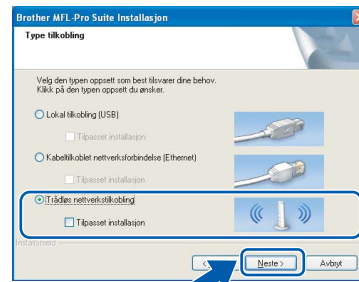 Brother MFL-Pro Suite Installasjon
Type tilkobling
Velg den typen oppsett som best tilsvarer dine behov.
Klikk på den typen oppsett du ønsker.
Lokal tilkobling (USB)
Tilpasset installasjon
Kabeltilkoblet nettverksforbindelse (Ethernet)
Tilpasset installasjon
Trådløs nettverkstilkobling
Tilpasset installasjon
InstallShield
< Neste > Avbryt